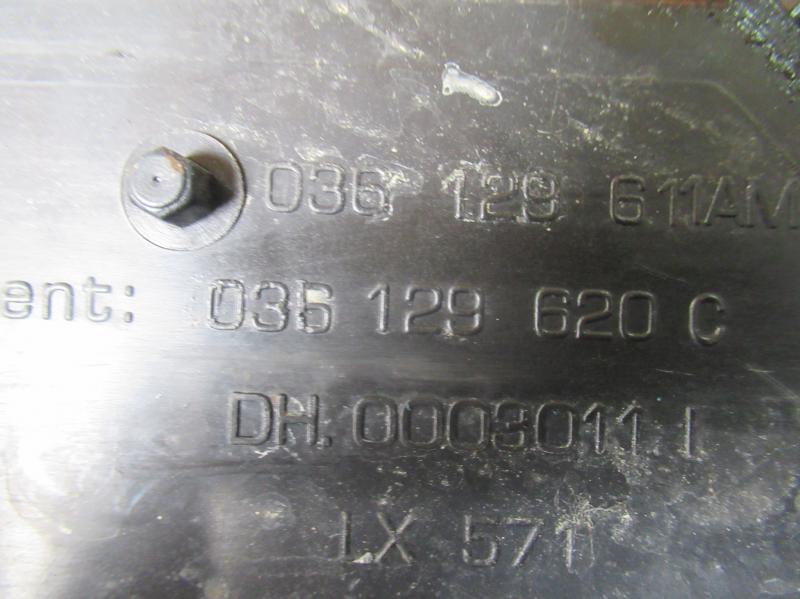 036 129 611AM
ent: 036 129 620 C
DH.0003011.I
LX 571